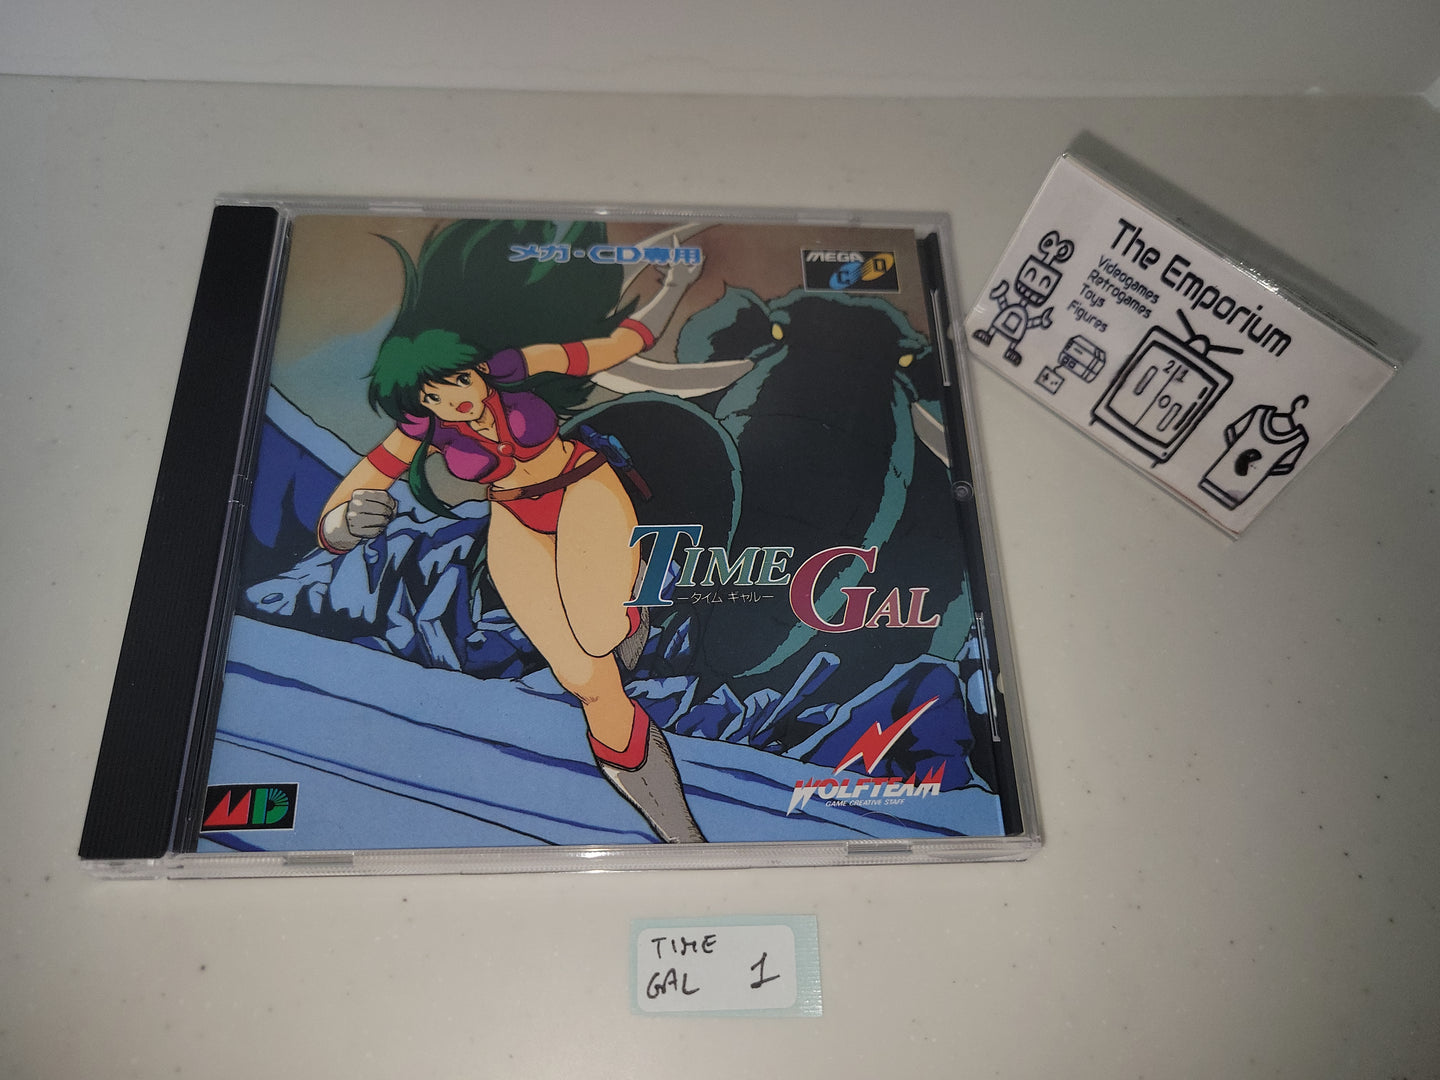 メガ・CD専用
MEGA CD
TIME GAL
ータイム ギャルー
WOLFTEAM
GAME CREATIVE STAFF
MD
The Emporium
Videogames
Retrogames
Toys
Figures
21
TIME
GAL 1